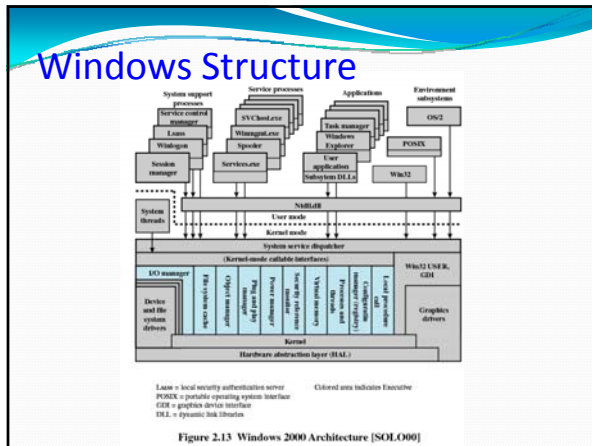 Windows Structure
System support
processes
Service processes
Applications
Environment
subsystems
Service control
manager
Lsass
Winlogon
Session
manager
SVChost.exe
Winmgmt.exe
Spooler
Services.exe
Task manager
Windows
Explorer
User
application
Subsytem DLLs
OS/2
POSIX
Win32
System
threads
Ntdll.dll
User mode
Kernel mode
System service dispatcher
(Kernel-mode callable interfaces)
Win32 USER,
GDI
I/O manager
Device
and file
system
drivers
File system cache
Object manager
Plug and play
manager
Power manager
Security reference
monitor
Virtual memory
Processes and
threads
Configuration
manager (registry)
Local procedure
call
Graphics
drivers
Kernel
Hardware abstraction layer (HAL)
Lsass = local security authentication server
POSIX = portable operating system interface
GDI = graphics device interface
DLL = dynamic link libraries
Colored area indicates Executive
Figure 2.13 Windows 2000 Architecture [SOLO00]